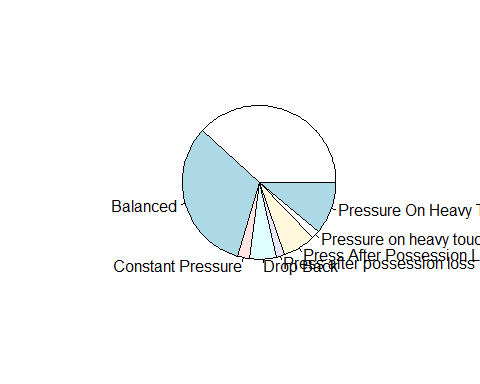 Balanced
Constant Pressure
Drop Back
Press after possession loss
Press After Possession L
Pressure on heavy touc
Pressure On Heavy T